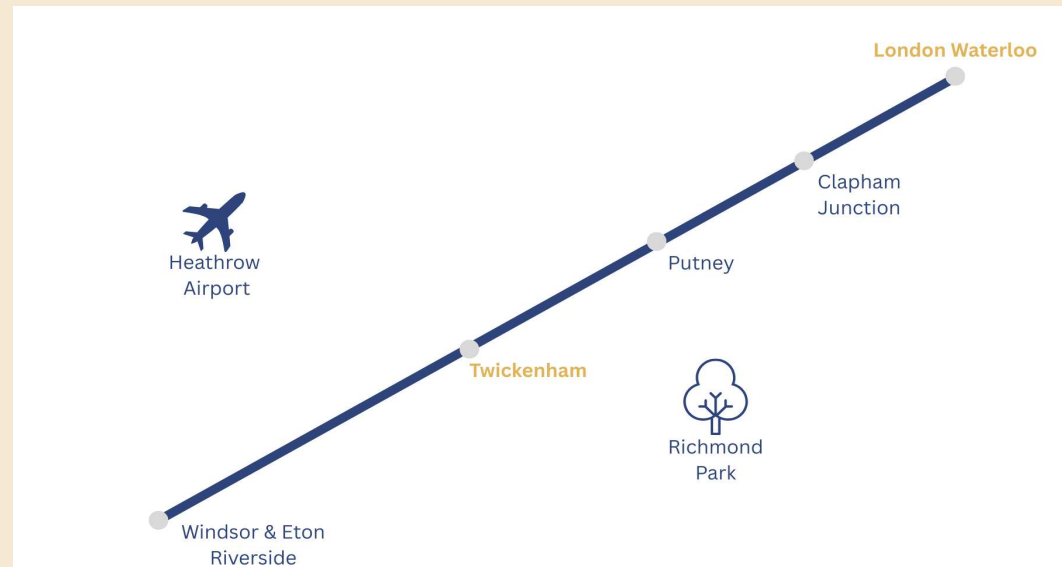 London Waterloo
Clapham
Junction
Heathrow
Airport
Putney
Twickenham
Richmond
Park
Windsor & Eton
Riverside